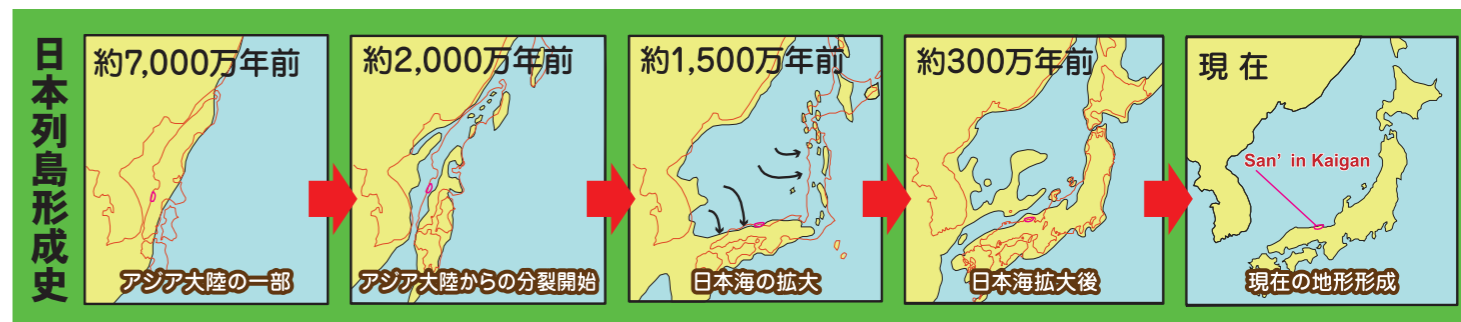 日本列島形成史
約7,000万年前
アジア大陸の一部
約2,000万年前
アジア大陸からの分裂開始
約1,500万年前
日本海の拡大
約300万年前
日本海拡大後
現在
San' in Kaigan
現在の地形形成